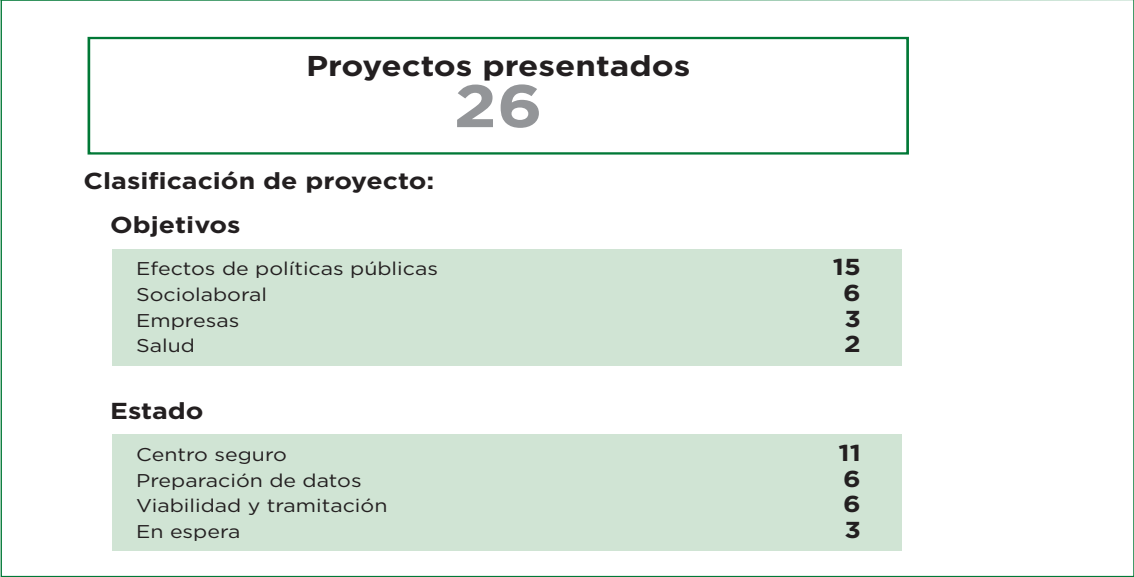 Proyectos presentados
26
Clasificación de proyecto:
Objetivos
Efectos de políticas públicas 15
Sociolaboral 6
Empresas 3
Salud 2
Estado
Centro seguro 11
Preparación de datos 6
Viabilidad y tramitación 6
En espera 3